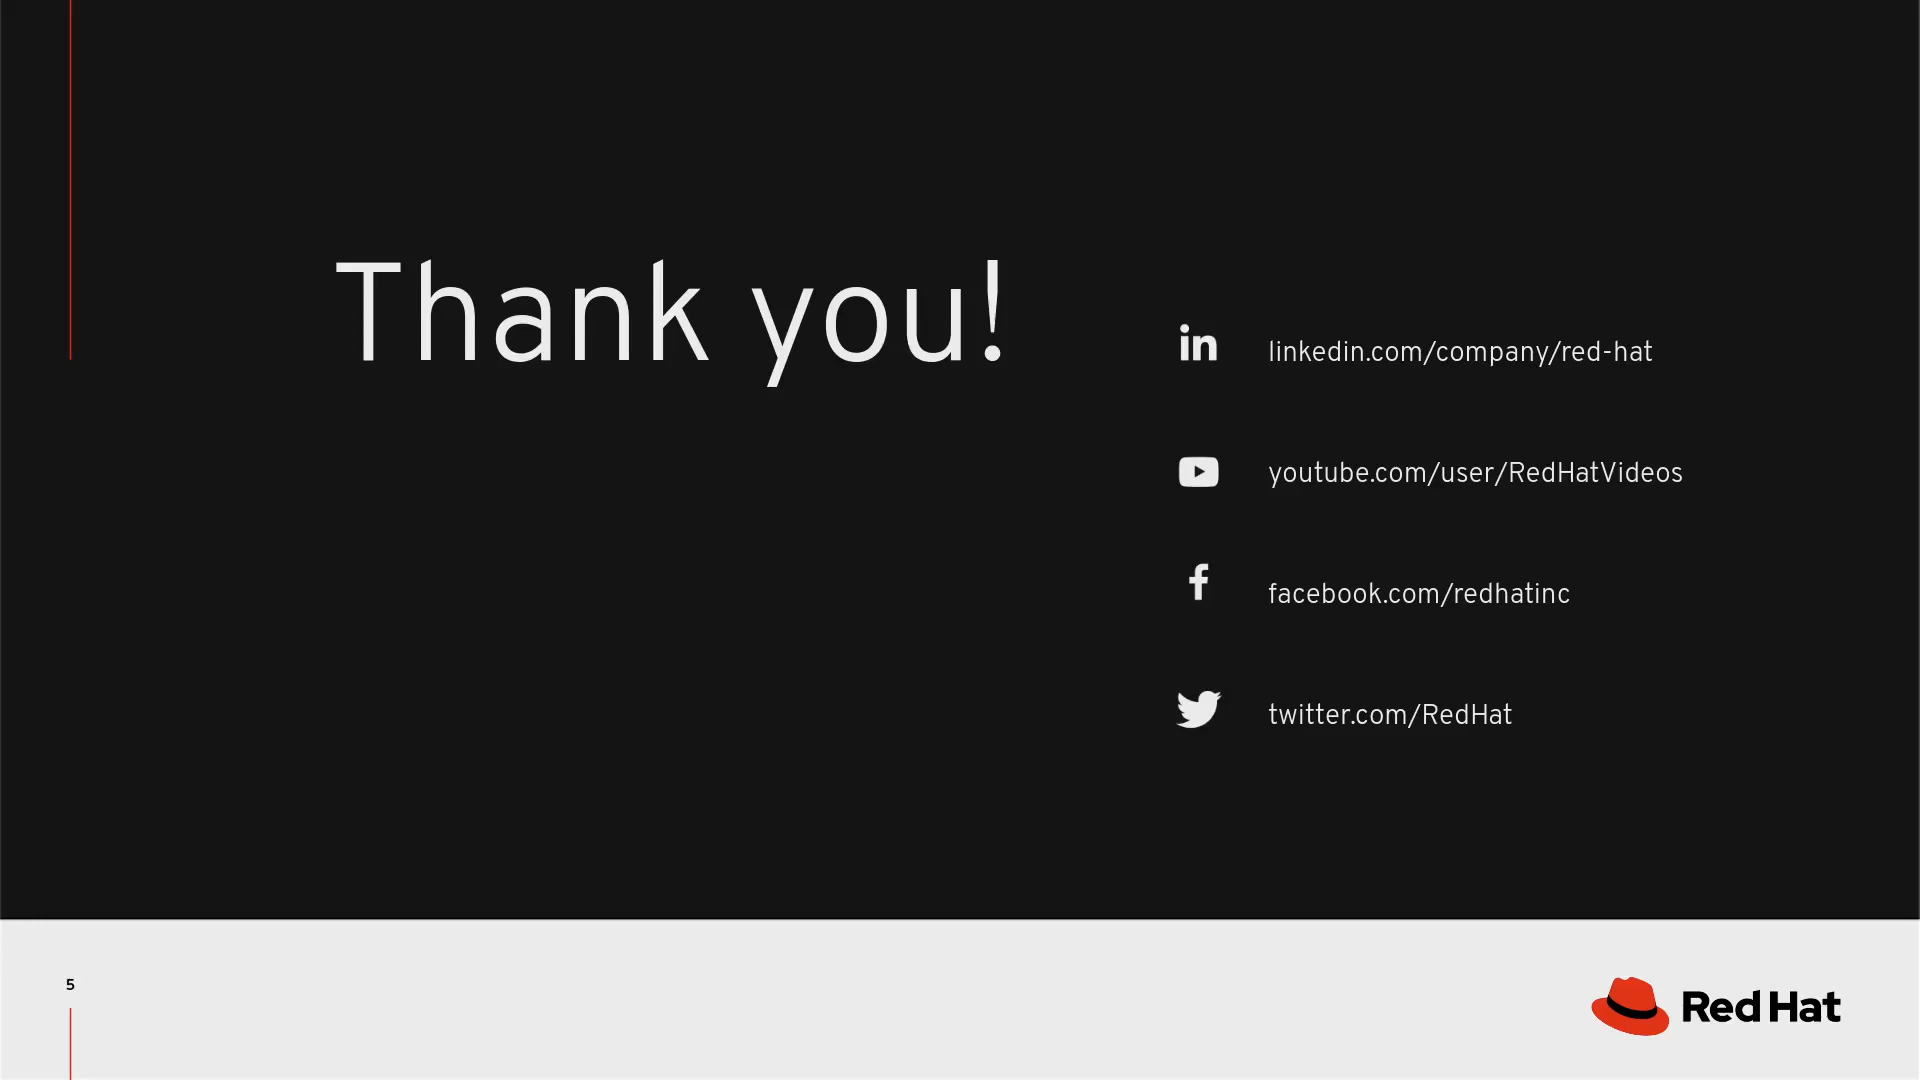 Thank you!
linkedin.com/company/red-hat
youtube.com/user/RedHatVideos
facebook.com/redhatinc
twitter.com/RedHat
5
Red Hat